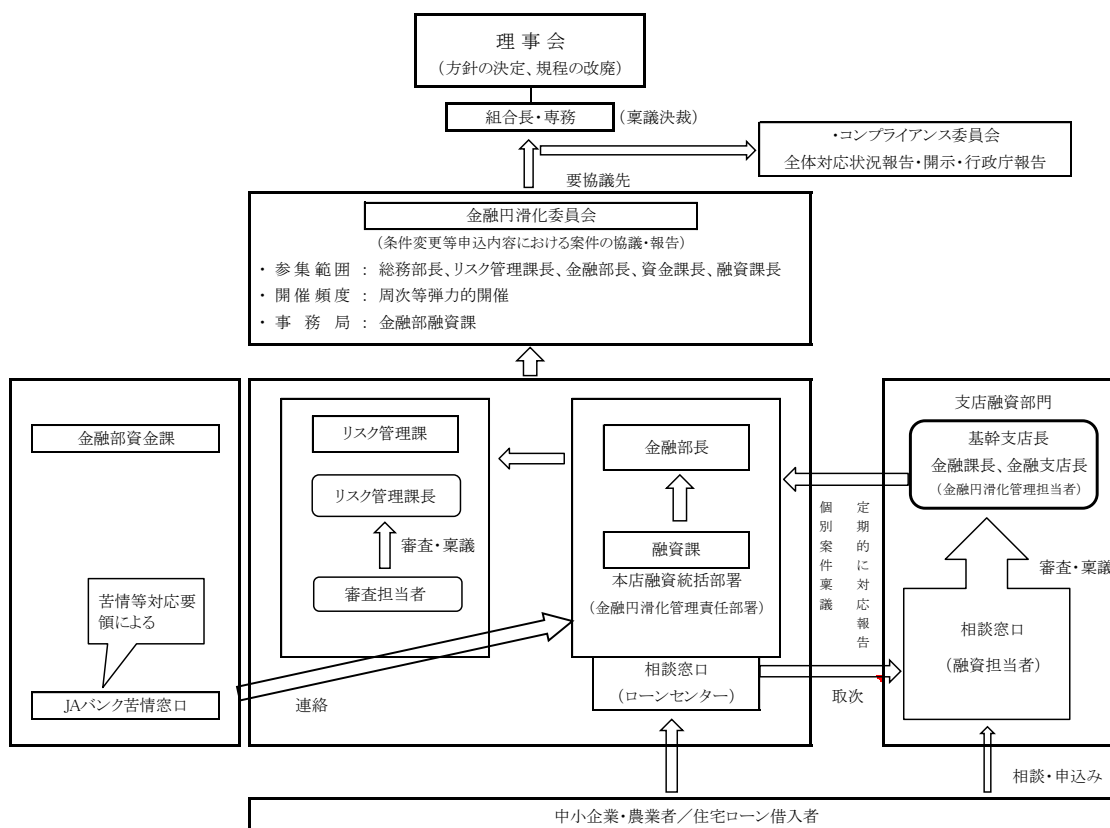 理 事 会
（方針の決定、規程の改廃）
組合長・専務
（稟議決裁）
・コンプライアンス委員会
全体対応状況報告・開示・行政庁報告
要協議先
金融円滑化委員会
（条件変更等申込内容における案件の協議・報告）
・ 参 集 範 囲 ： 総務部長、リスク管理課長、金融部長、資金課長、融資課長
・ 開 催 頻 度 ： 周次等弾力的開催
・ 事 務 局 ： 金融部融資課
金融部資金課
苦情等対応要
領による
JAバンク苦情窓口
連絡
リスク管理課
リスク管理課長
審査・稟議
審査担当者
金融部長
融資課
本店融資統括部署
（金融円滑化管理責任部署）
相談窓口
（ローンセンター）
定期的に対応報告
個別案件稟議
取次
支店融資部門
基幹支店長
金融課長、金融支店長
（金融円滑化管理担当者）
審査・稟議
相談窓口
（融資担当者）
相談・申込み
中小企業・農業者／住宅ローン借入者